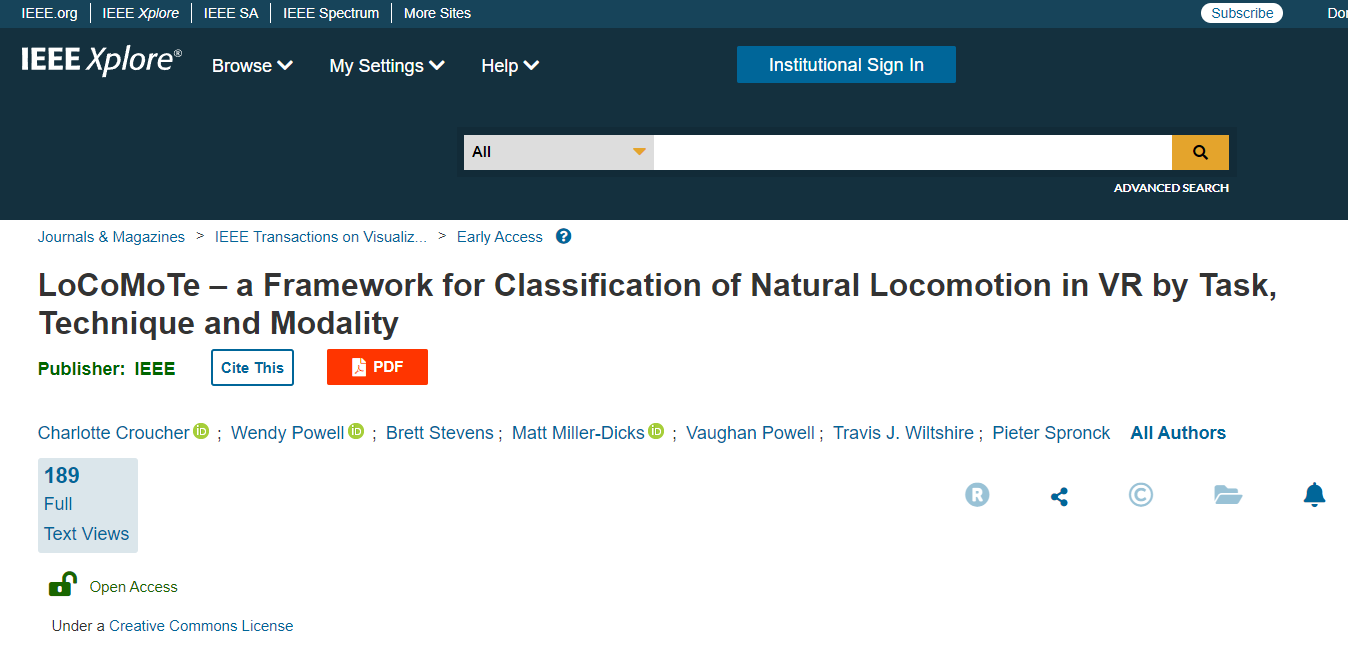 IEEE.org IEEE Xplore IEEE SA IEEE Spectrum More Sites Subscribe
IEEE Xplore® Browse My Settings Help Institutional Sign In
All
ADVANCED SEARCH
Journals & Magazines > IEEE Transactions on Visualiz... > Early Access ?
LoCoMoTe – a Framework for Classification of Natural Locomotion in VR by Task,
Technique and Modality
Publisher: IEEE Cite This PDF
Charlotte Croucher iD ; Wendy Powell iD ; Brett Stevens ; Matt Miller-Dicks iD ; Vaughan Powell ; Travis J. Wiltshire ; Pieter Spronck All Authors
189
Full
Text Views
R ©
Open Access
Under a Creative Commons License